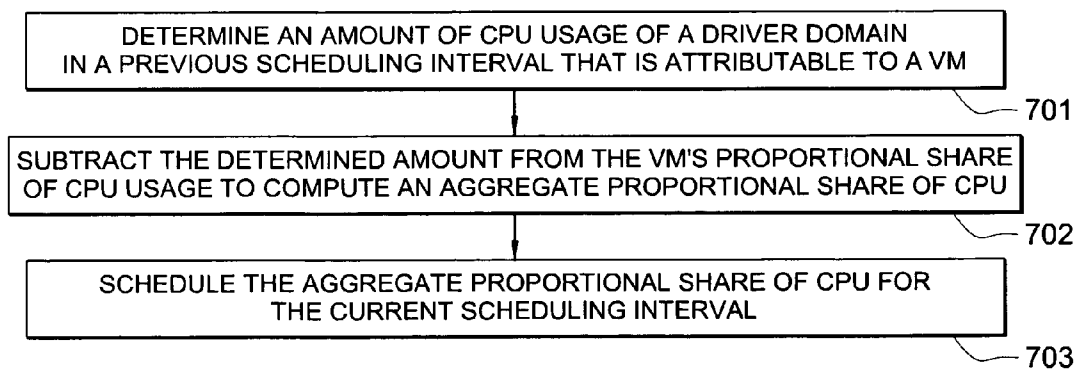 DETERMINE AN AMOUNT OF CPU USAGE OF A DRIVER DOMAIN
IN A PREVIOUS SCHEDULING INTERVAL THAT IS ATTRIBUTABLE TO A VM
701
SUBTRACT THE DETERMINED AMOUNT FROM THE VM'S PROPORTIONAL SHARE
OF CPU USAGE TO COMPUTE AN AGGREGATE PROPORTIONAL SHARE OF CPU
702
SCHEDULE THE AGGREGATE PROPORTIONAL SHARE OF CPU FOR
THE CURRENT SCHEDULING INTERVAL
703